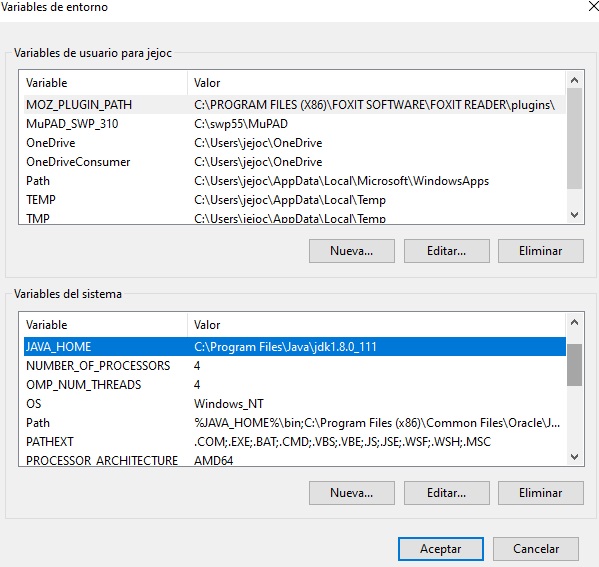 Variables de entorno
Variables de usuario para jejoc
Variable Valor
MOZ_PLUGIN_PATH C:\PROGRAM FILES (X86)\FOXIT SOFTWARE\FOXIT READER\plugins\
MuPAD_SWP_310 C:\swp55\MuPAD
OneDrive C:\Users\jejoc\OneDrive
OneDriveConsumer C:\Users\jejoc\OneDrive
Path C:\Users\jejoc\AppData\Local\Microsoft\WindowsApps
TEMP C:\Users\jejoc\AppData\Local\Temp
TMP C:\Users\jejoc\AppData\Local\Temp
Nueva... Editar... Eliminar
Variables del sistema
Variable Valor
JAVA_HOME C:\Program Files\Java\jdk1.8.0_111
NUMBER_OF_PROCESSORS 4
OMP_NUM_THREADS 4
OS Windows_NT
Path %JAVA_HOME%\bin;C:\Program Files (x86)\Common Files\Oracle\J...
PATHEXT .COM;.EXE;.BAT;.CMD;.VBS;.VBE;.JS;.JSE;.WSF;.WSH;.MSC
PROCESSOR_ARCHITECTURE AMD64
Nueva... Editar... Eliminar
Aceptar Cancelar